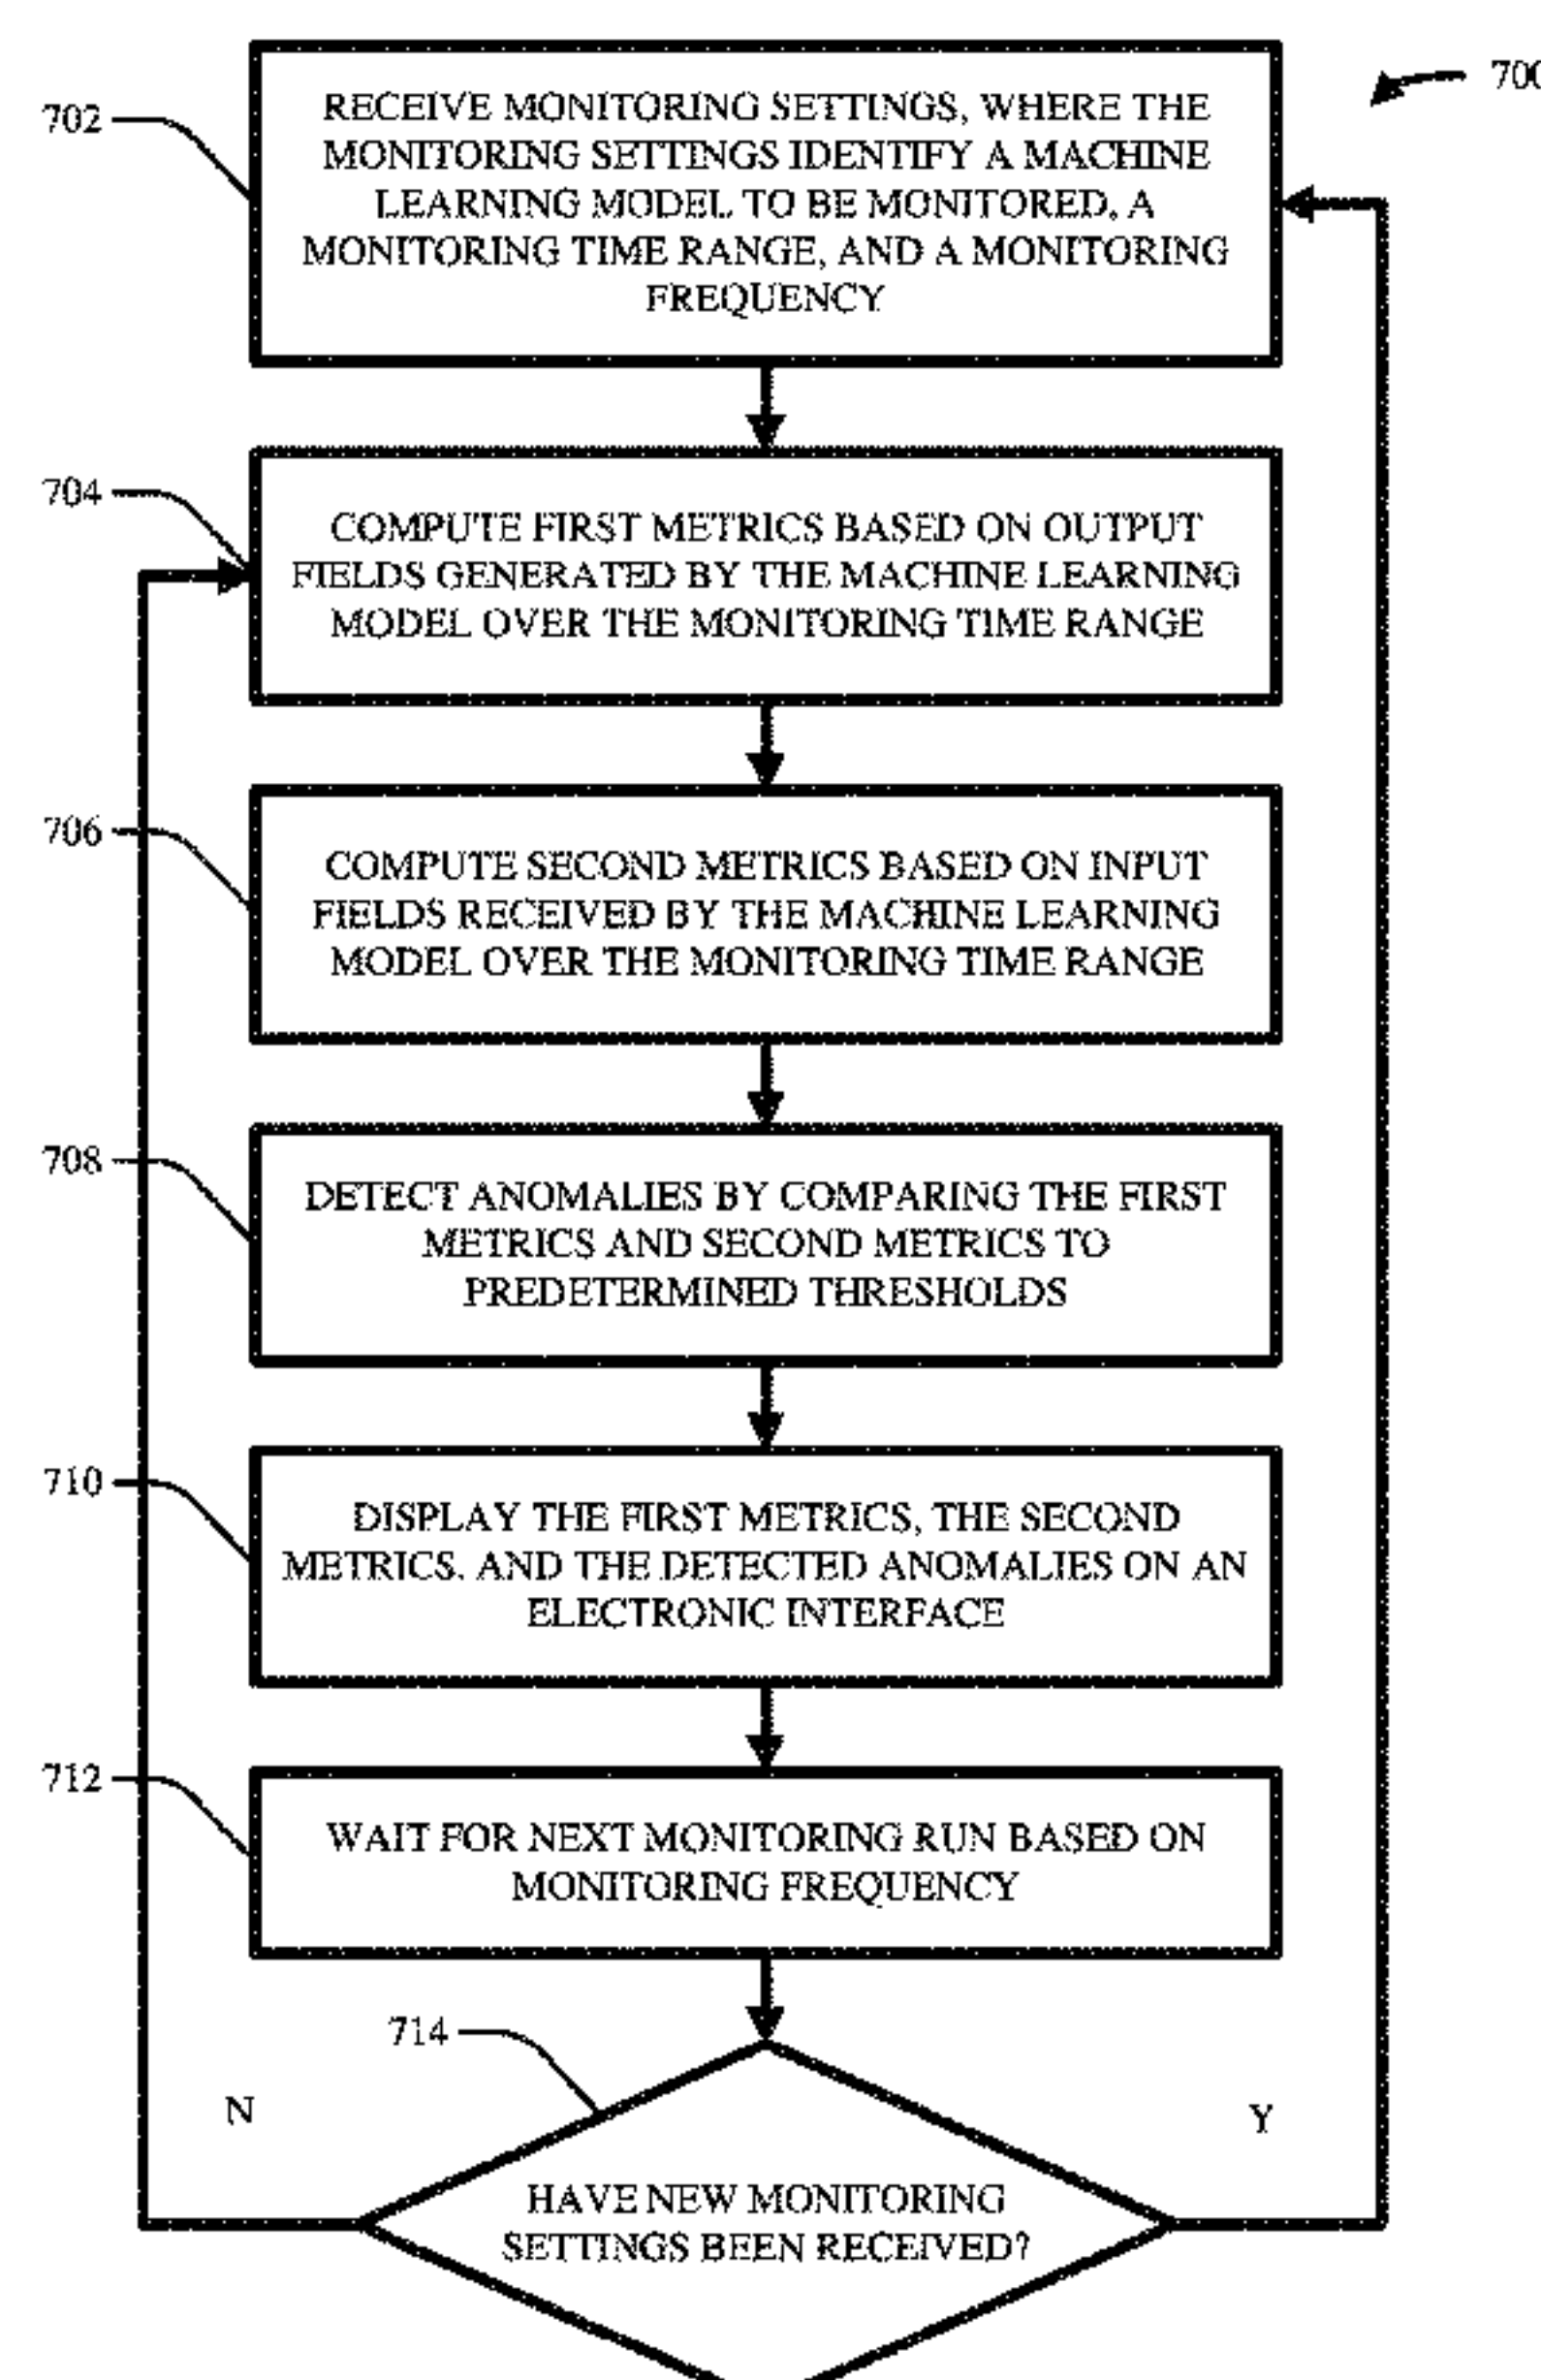 700
702
RECEIVE MONITORING SETTINGS, WHERE THE
MONITORING SETTINGS IDENTIFY A MACHINE
LEARNING MODEL TO BE MONITORED, A
MONITORING TIME RANGE, AND A MONITORING
FREQUENCY
704
COMPUTE FIRST METRICS BASED ON OUTPUT
FIELDS GENERATED BY THE MACHINE LEARNING
MODEL OVER THE MONITORING TIME RANGE
706
COMPUTE SECOND METRICS BASED ON INPUT
FIELDS RECEIVED BY THE MACHINE LEARNING
MODEL OVER THE MONITORING TIME RANGE
708
DETECT ANOMALIES BY COMPARING THE FIRST
METRICS AND SECOND METRICS TO
PREDETERMINED THRESHOLDS
710
DISPLAY THE FIRST METRICS, THE SECOND
METRICS, AND THE DETECTED ANOMALIES ON AN
ELECTRONIC INTERFACE
712
WAIT FOR NEXT MONITORING RUN BASED ON
MONITORING FREQUENCY
714
N
Y
HAVE NEW MONITORING
SETTINGS BEEN RECEIVED?